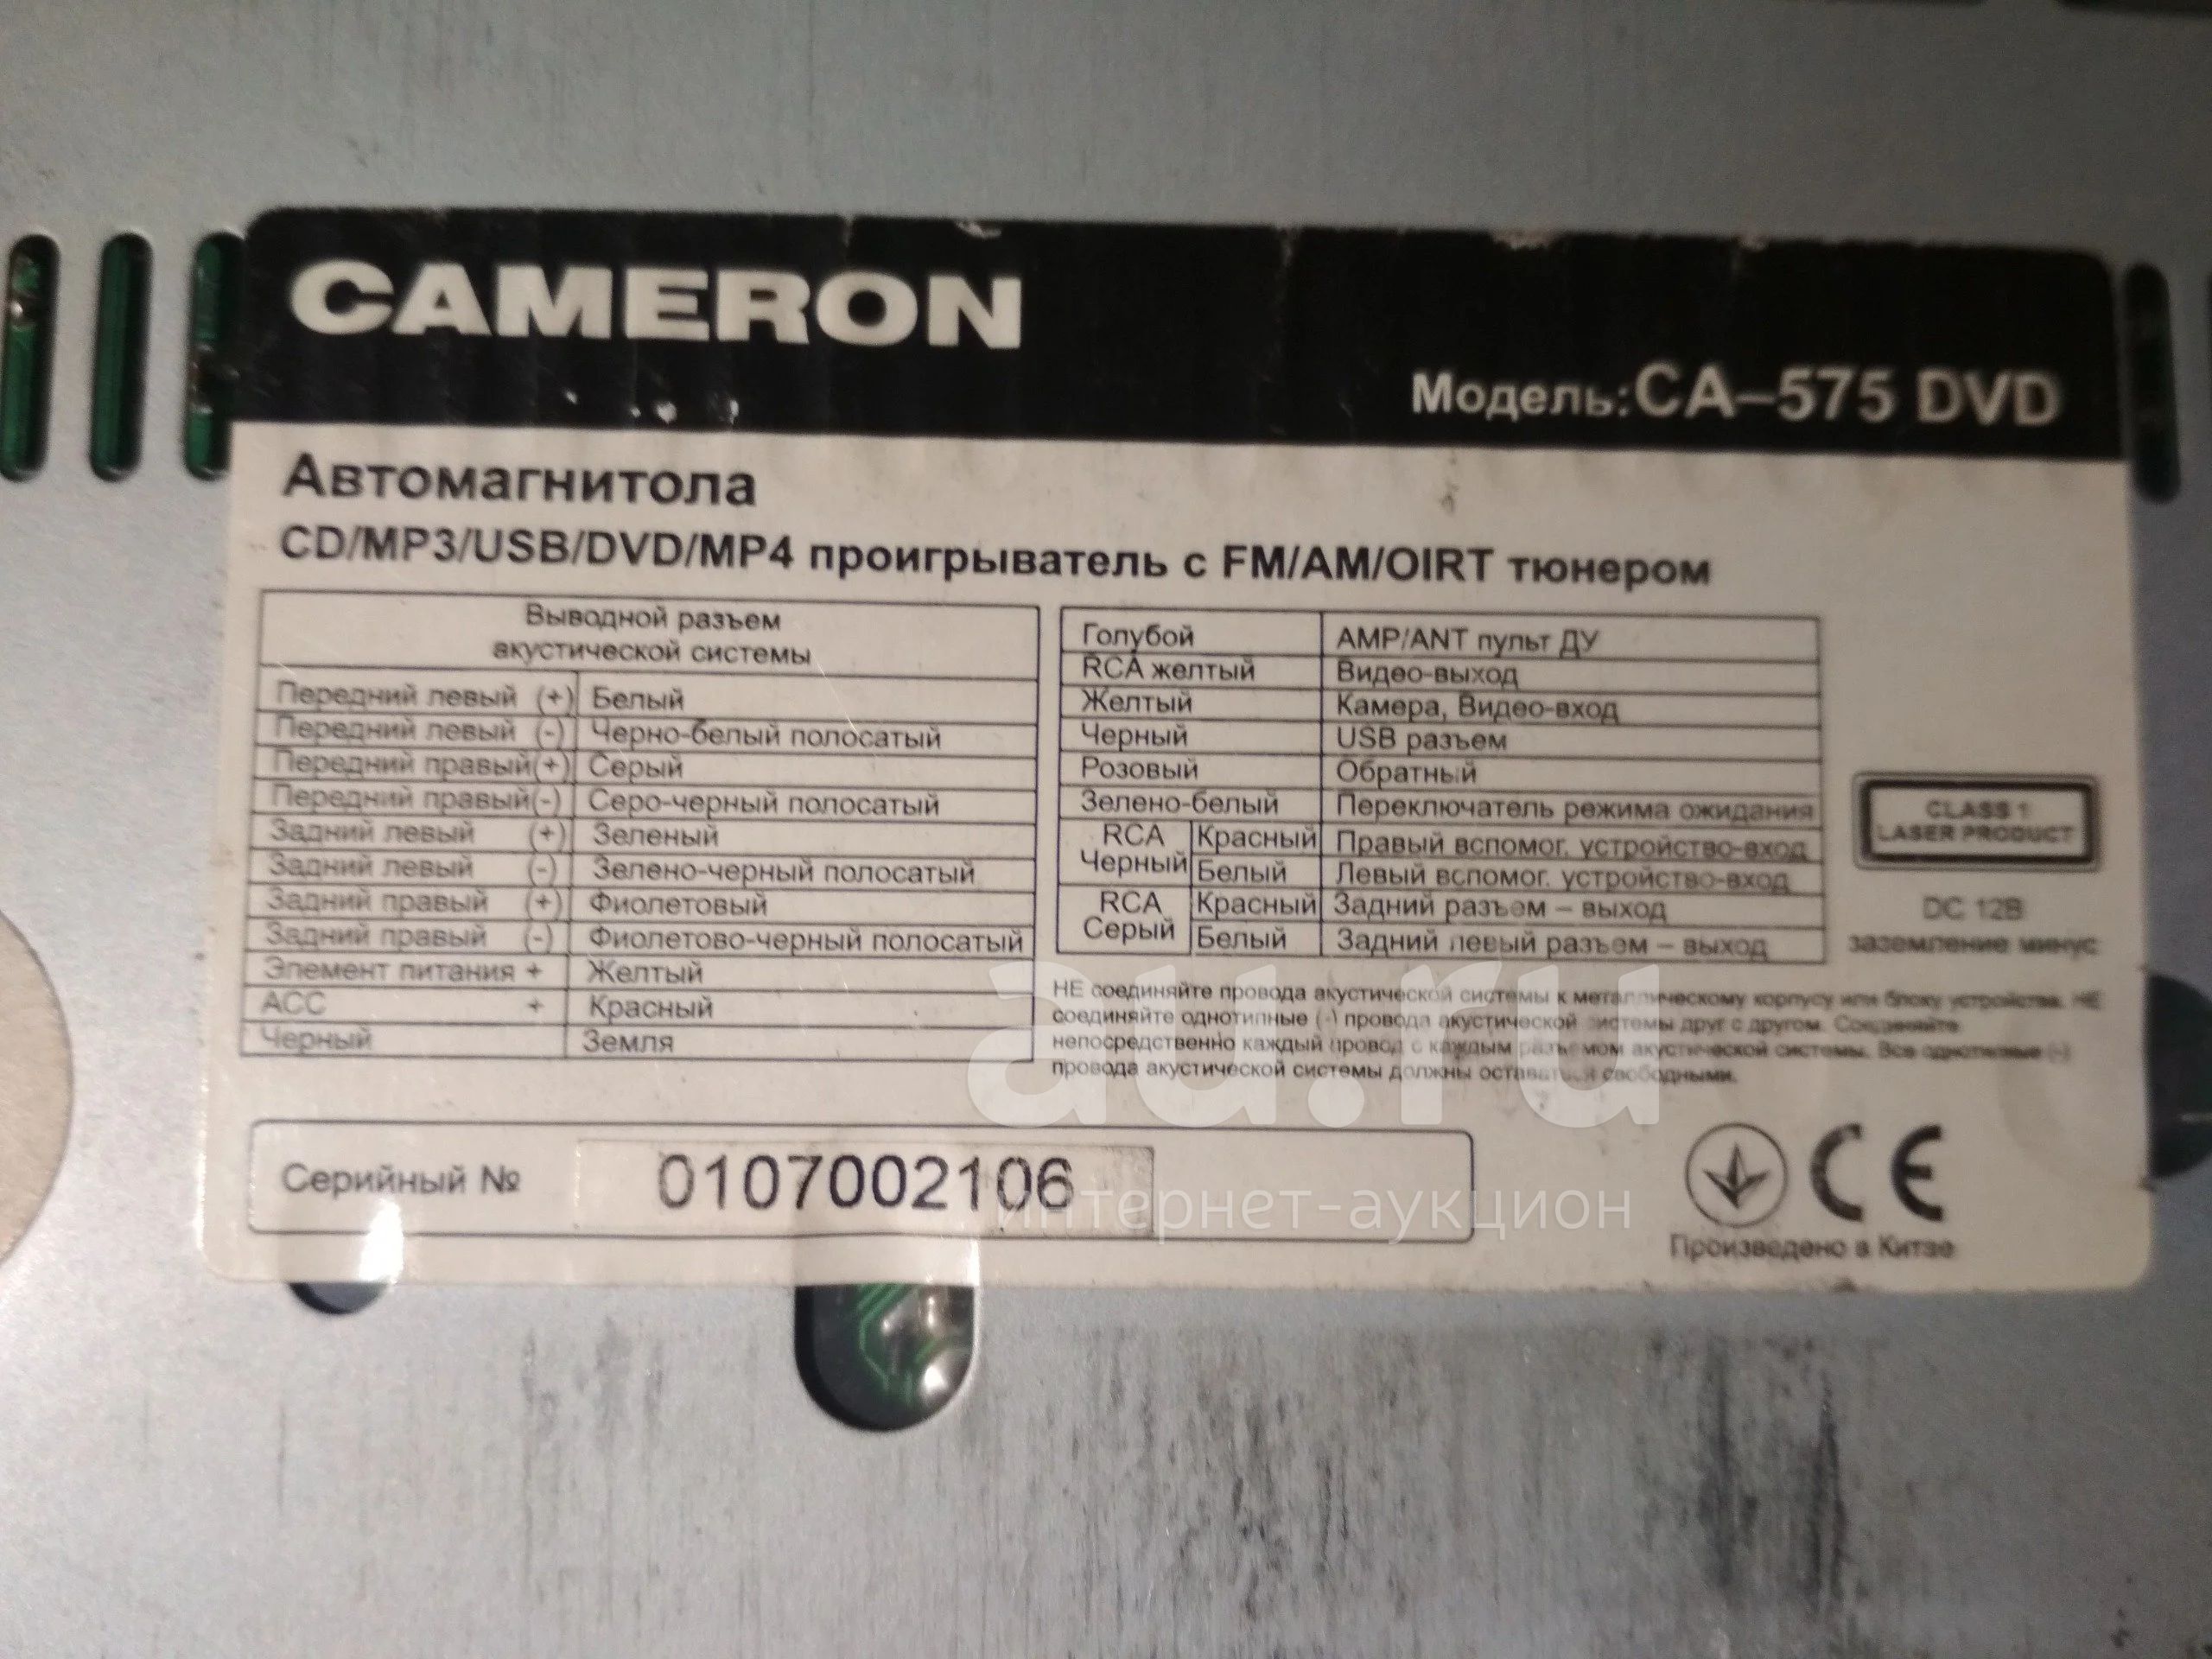 CAMERON
Модель: CA-575 DVD
Автомагнитола
CD/MP3/USB/DVD/MP4 проигрыватель с FM/AM/OIRT тюнером
Выводной разъем
акустической системы
Передний левый (+) Белый
Передний левый (-) Черно-белый полосатый
Передний правый (+) Серый
Передний правый (-) Серо-черный полосатый
Задний левый (+) Зеленый
Задний левый (-) Зелено-черный полосатый
Задний правый (+) Фиолетовый
Задний правый (-) Фиолетово-черный полосатый
Элемент питания + Желтый
ACC + Красный
Черный Земля
Голубой AMP/ANT пульт ДУ
RCA желтый Видео-выход
Желтый Камера, Видео-вход
Черный USB разъем
Розовый Обратный
Зелено-белый Переключатель режима ожидания
RCA Черный Красный Правый вспомог. устройство-вход
Белый Левый вспомог. устройство-вход
RCA Серый Красный Задний разъем – выход
Белый Задний левый разъем – выход
CLASS 1
LASER PRODUCT
DC 12В
заземление минус
НЕ соединяйте провода акустической системы к металлическому корпусу или блоку устройства. НЕ
соединяйте однотипные (-) провода акустической системы друг с другом. Соединяйте
непосредственно каждый провод с каждым разъемом акустической системы. Все однотипные (-)
провода акустической системы должны оставаться свободными.
Серийный № 0107002106
CE
Произведено в Китае
au.ru
интернет-аукцион